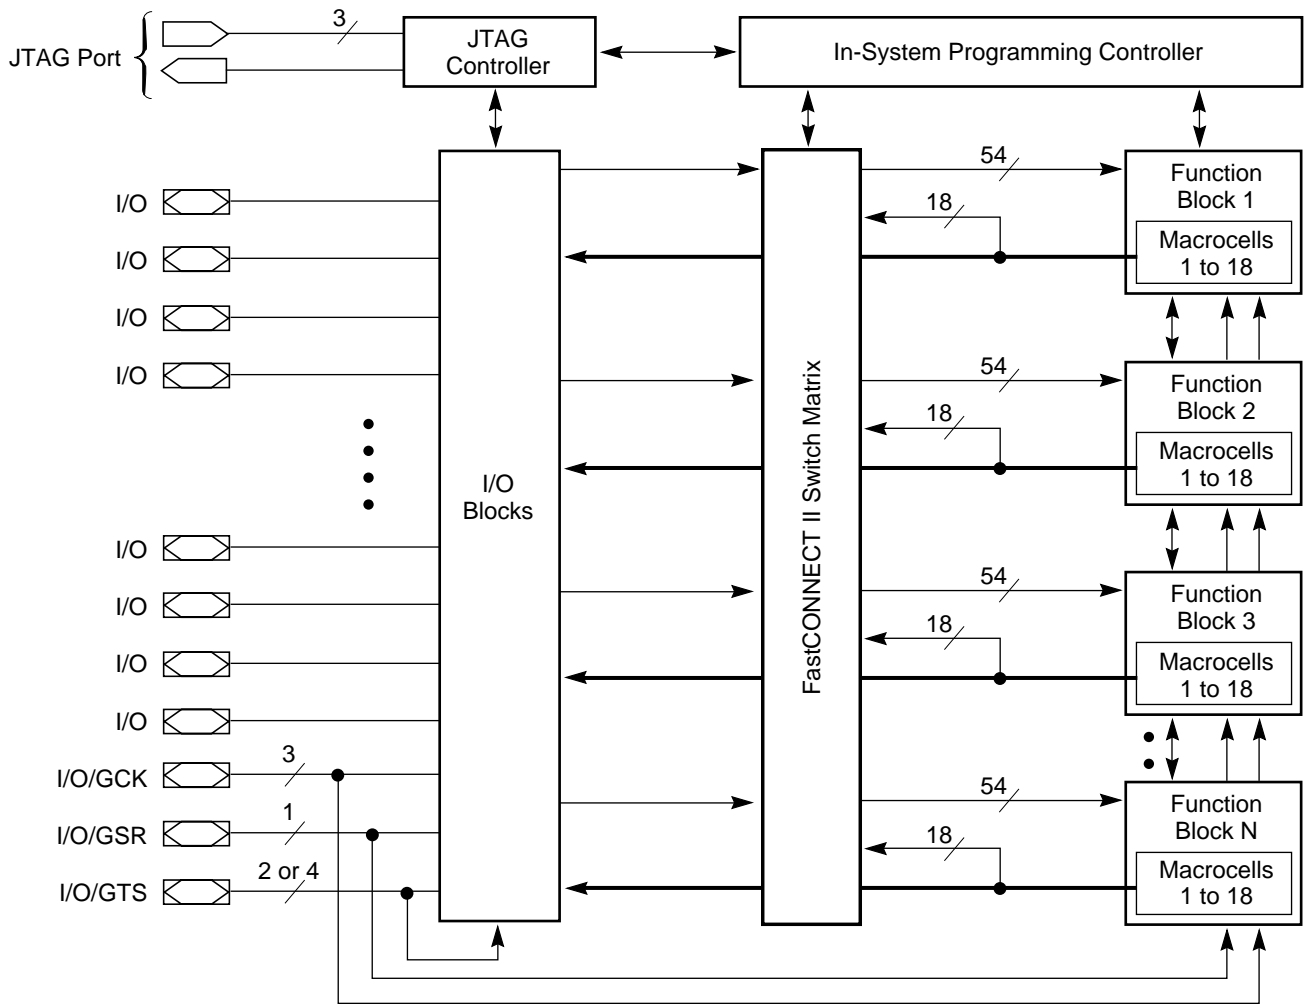 JTAG Port
3
JTAG
Controller
In-System Programming Controller
I/O
I/O
I/O
I/O
I/O
I/O
I/O
I/O
I/O/GCK
3
I/O/GSR
1
I/O/GTS
2 or 4
I/O
Blocks
FastCONNECT II Switch Matrix
54
18
Function
Block 1
Macrocells
1 to 18
54
18
Function
Block 2
Macrocells
1 to 18
54
18
Function
Block 3
Macrocells
1 to 18
54
18
Function
Block N
Macrocells
1 to 18